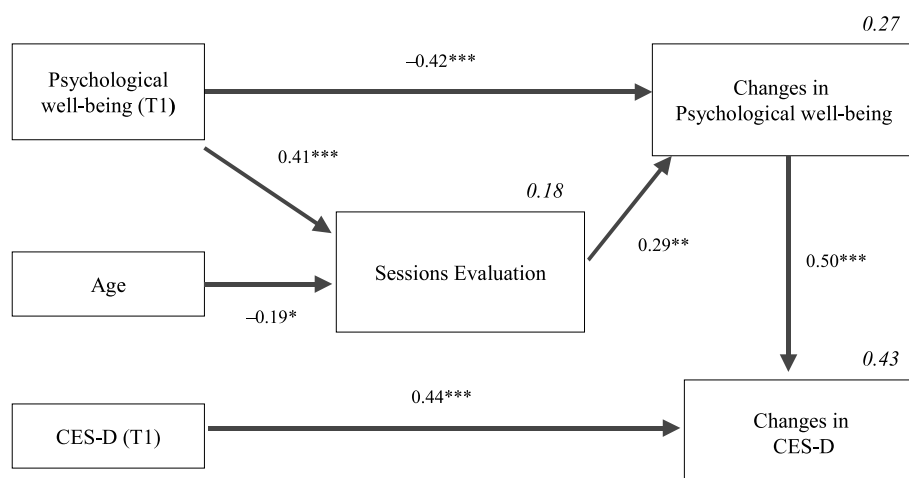 0.27
−0.42***
Psychological
well-being (T1)
Changes in
Psychological well-being
0.41***
0.18
0.29**
Sessions Evaluation
0.50***
Age
−0.19*
0.43
0.44***
CES-D (T1)
Changes in
CES-D